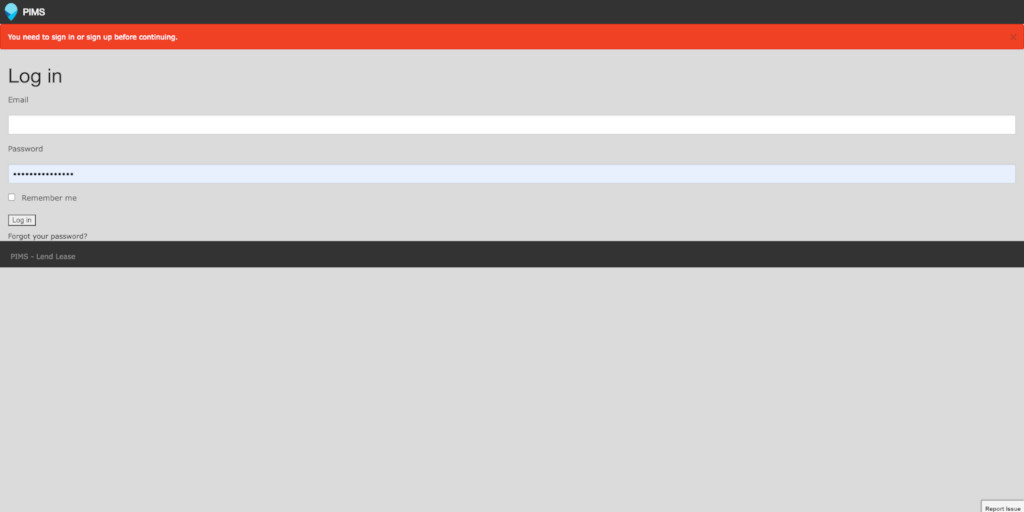 PIMS
You need to sign in or sign up before continuing.
×
Log in
Email
Password
•••••••••••••••
Remember me
Log in
Forgot your password?
PIMS - Lend Lease
Report Issue